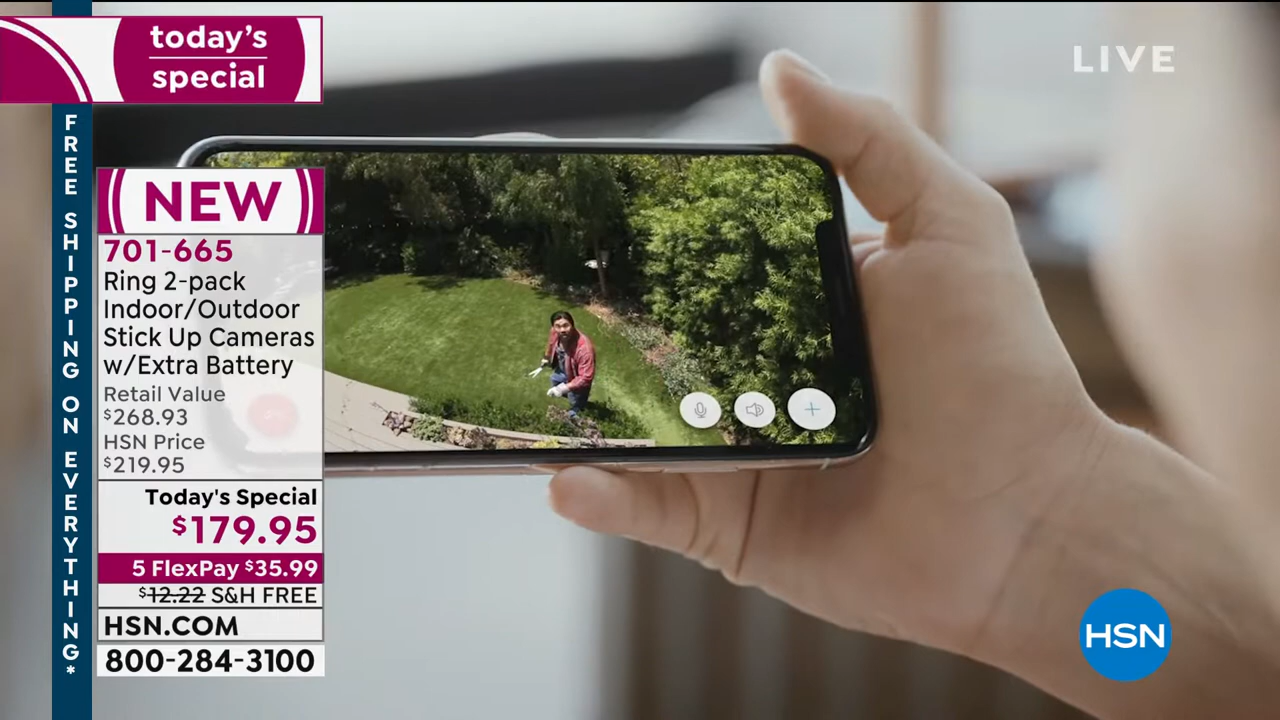 today's
special
LIVE
FREE SHIPPING ON EVERYTHING*
NEW
701-665
Ring 2-pack
Indoor/Outdoor
Stick Up Cameras
w/Extra Battery
Retail Value
$268.93
HSN Price
$219.95
Today's Special
$179.95
5 FlexPay $35.99
$12.22 S&H FREE
HSN.COM
800-284-3100
HSN